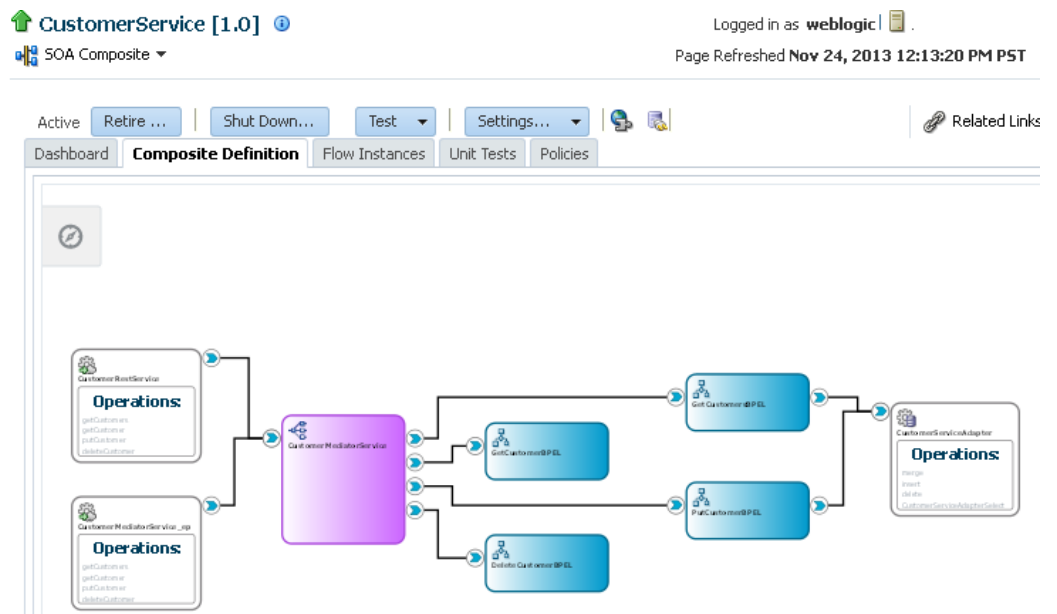 CustomerService [1.0]
Logged in as weblogic
SOA Composite
Page Refreshed Nov 24, 2013 12:13:20 PM PST
Active
Retire ...
Shut Down...
Test
Settings...
Related Links
Dashboard
Composite Definition
Flow Instances
Unit Tests
Policies
CustomerRestService
Operations:
getCustomers
getCustomer
putCustomer
deleteCustomer
CustomerMediatorService_ep
Operations:
getCustomers
getCustomer
putCustomer
deleteCustomer
CustomerMediatorService
GetCustomersBPEL
GetCustomerBPEL
PutCustomerBPEL
DeleteCustomerBPEL
CustomerServiceAdapter
Operations:
merge
insert
delete
CustomerServiceAdapterSelect